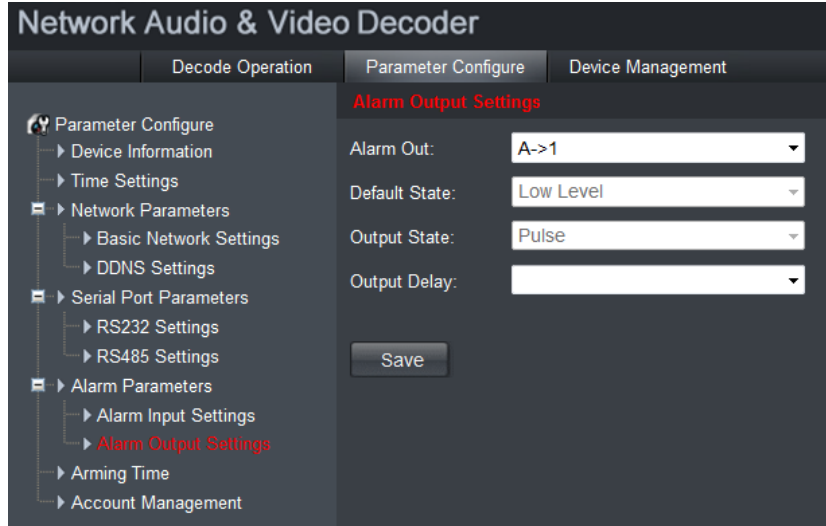 Network Audio & Video Decoder
Decode Operation Parameter Configure Device Management
Parameter Configure
Device Information
Time Settings
Network Parameters
Basic Network Settings
DDNS Settings
Serial Port Parameters
RS232 Settings
RS485 Settings
Alarm Parameters
Alarm Input Settings
Alarm Output Settings
Arming Time
Account Management
Alarm Output Settings
Alarm Out: A->1
Default State: Low Level
Output State: Pulse
Output Delay:
Save